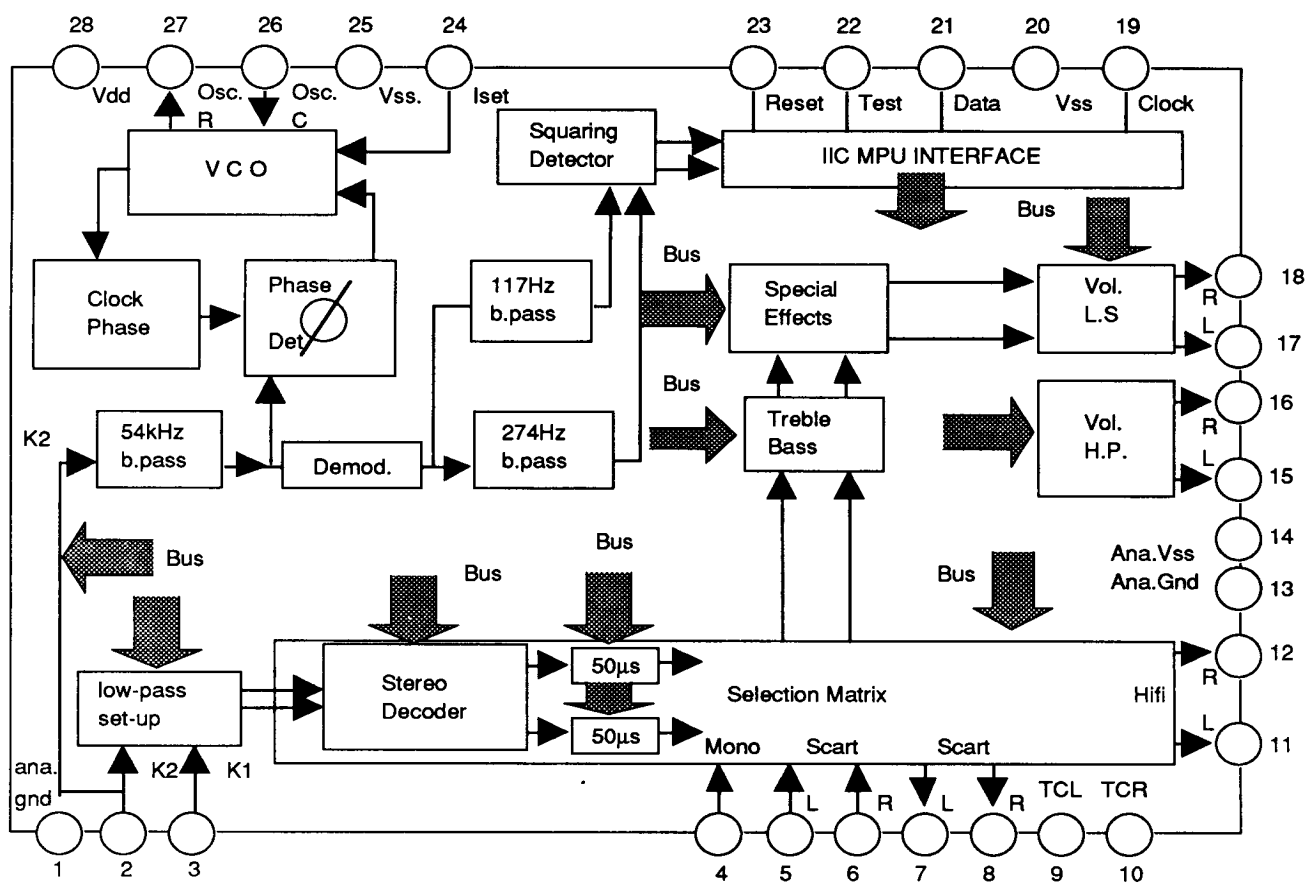 28 27 26 25 24 23 22 21 20 19
Vdd
Osc.
R
Osc.
C
Vss.
Iset
Reset
Test
Data
Vss
Clock
V C O
Squaring
Detector
IIC MPU INTERFACE
Bus
Bus
Clock
Phase
Phase
Det.
117Hz
b.pass
Special
Effects
Vol.
L.S
R
18
L
17
Bus
K2
54kHz
b.pass
Demod.
274Hz
b.pass
Treble
Bass
Vol.
H.P.
R
16
L
15
14
Ana.Vss
Ana.Gnd
13
Bus
Bus
Bus
Bus
low-pass
set-up
Stereo
Decoder
50µs
50µs
Selection Matrix
Hifi
12
R
L
11
Mono
Scart
Scart
ana.
gnd
K2
K1
L
R
L
R
TCL
TCR
1 2 3 4 5 6 7 8 9 10